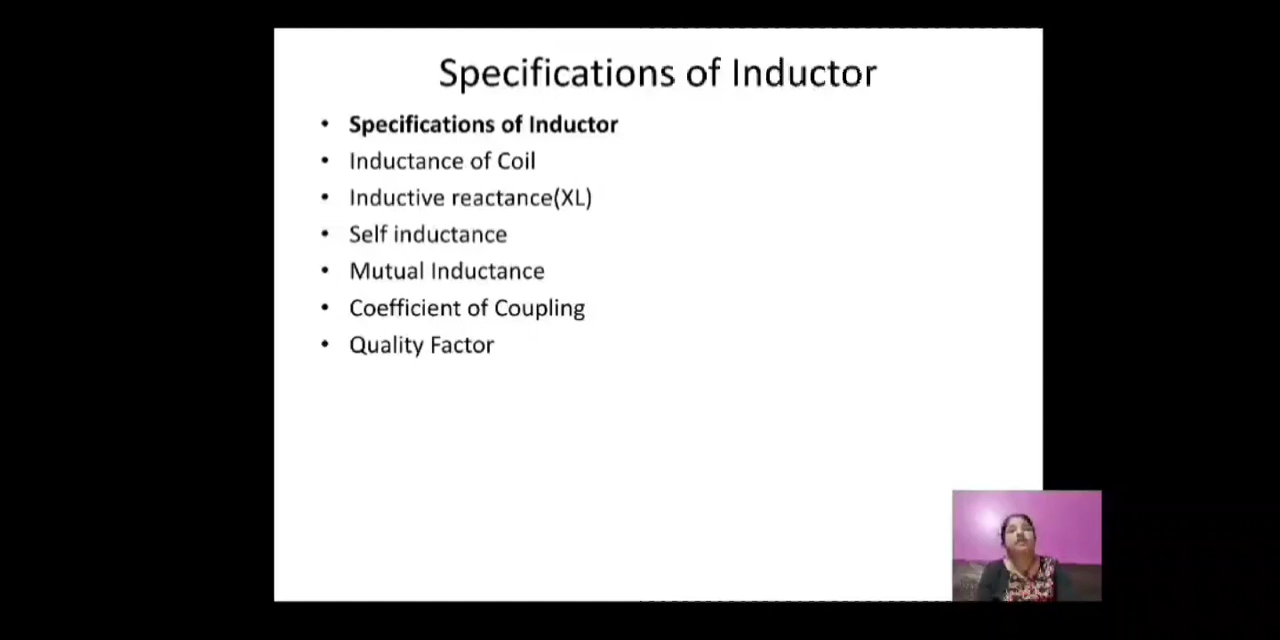 Specifications of Inductor
• Specifications of Inductor
• Inductance of Coil
• Inductive reactance(XL)
• Self inductance
• Mutual Inductance
• Coefficient of Coupling
• Quality Factor